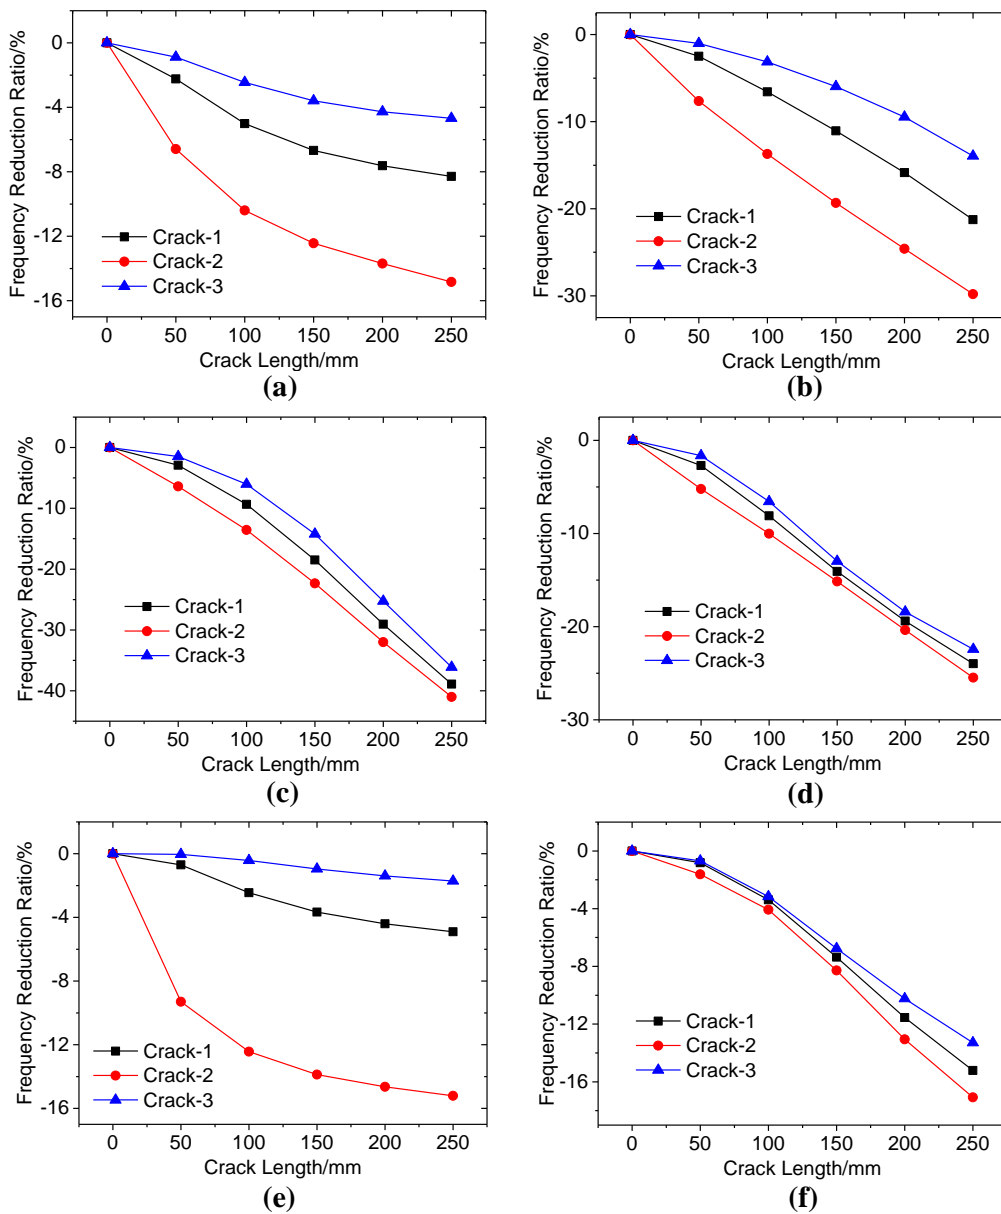 Frequency Reduction Ratio/%
0
-4
-8
-12
-16
Crack-1
Crack-2
Crack-3
0 50 100 150 200 250
Crack Length/mm
(a)
Frequency Reduction Ratio/%
0
-10
-20
-30
Crack-1
Crack-2
Crack-3
0 50 100 150 200 250
Crack Length/mm
(b)
Frequency Reduction Ratio/%
0
-10
-20
-30
-40
Crack-1
Crack-2
Crack-3
0 50 100 150 200 250
Crack Length/mm
(c)
Frequency Reduction Ratio/%
0
-10
-20
-30
Crack-1
Crack-2
Crack-3
0 50 100 150 200 250
Crack Length/mm
(d)
Frequency Reduction Ratio/%
0
-4
-8
-12
-16
Crack-1
Crack-2
Crack-3
0 50 100 150 200 250
Crack Length/mm
(e)
Frequency Reduction Ratio/%
0
-4
-8
-12
-16
Crack-1
Crack-2
Crack-3
0 50 100 150 200 250
Crack Length/mm
(f)